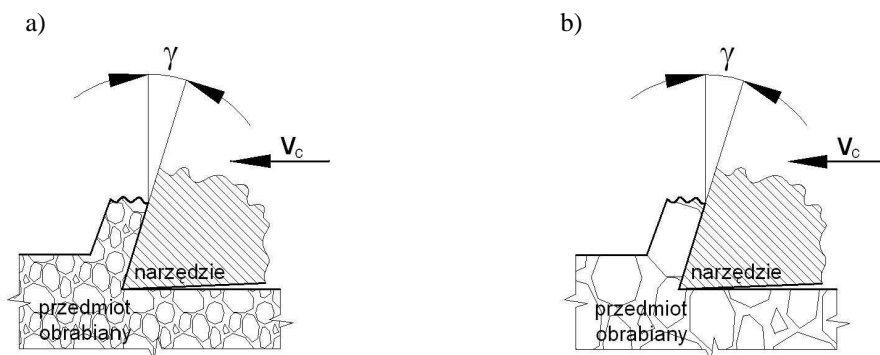 a)
γ
Vc
narzędzie
przedmiot
obrabiany
b)
γ
Vc
narzędzie
przedmiot
obrabiany